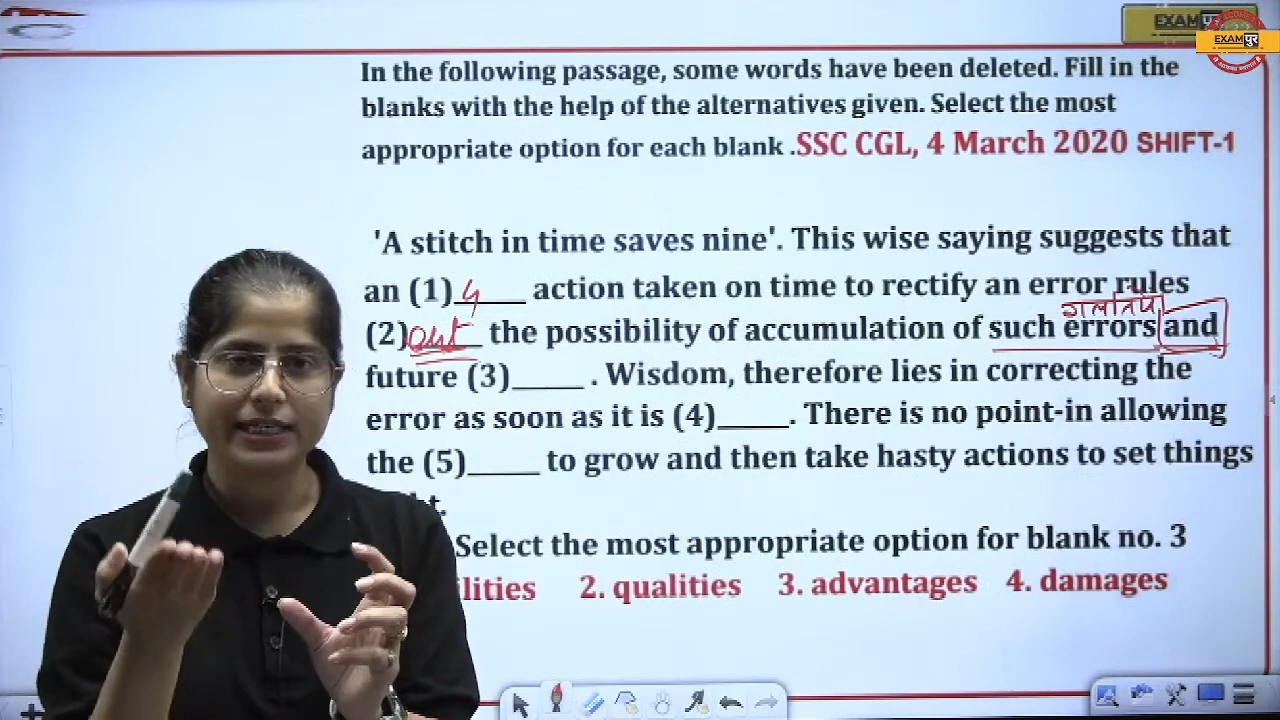 EXAMपुर
EXAMपुर
In the following passage, some words have been deleted. Fill in the
blanks with the help of the alternatives given. Select the most
appropriate option for each blank .SSC CGL, 4 March 2020 SHIFT-1
'A stitch in time saves nine'. This wise saying suggests that
an (1)4____ action taken on time to rectify an error rules
(2)out____ the possibility of accumulation of such errors and
future (3)_____ . Wisdom, therefore lies in correcting the
error as soon as it is (4)_____. There is no point-in allowing
the (5)_____ to grow and then take hasty actions to set things
Select the most appropriate option for blank no. 3
2. qualities 3. advantages 4. damages